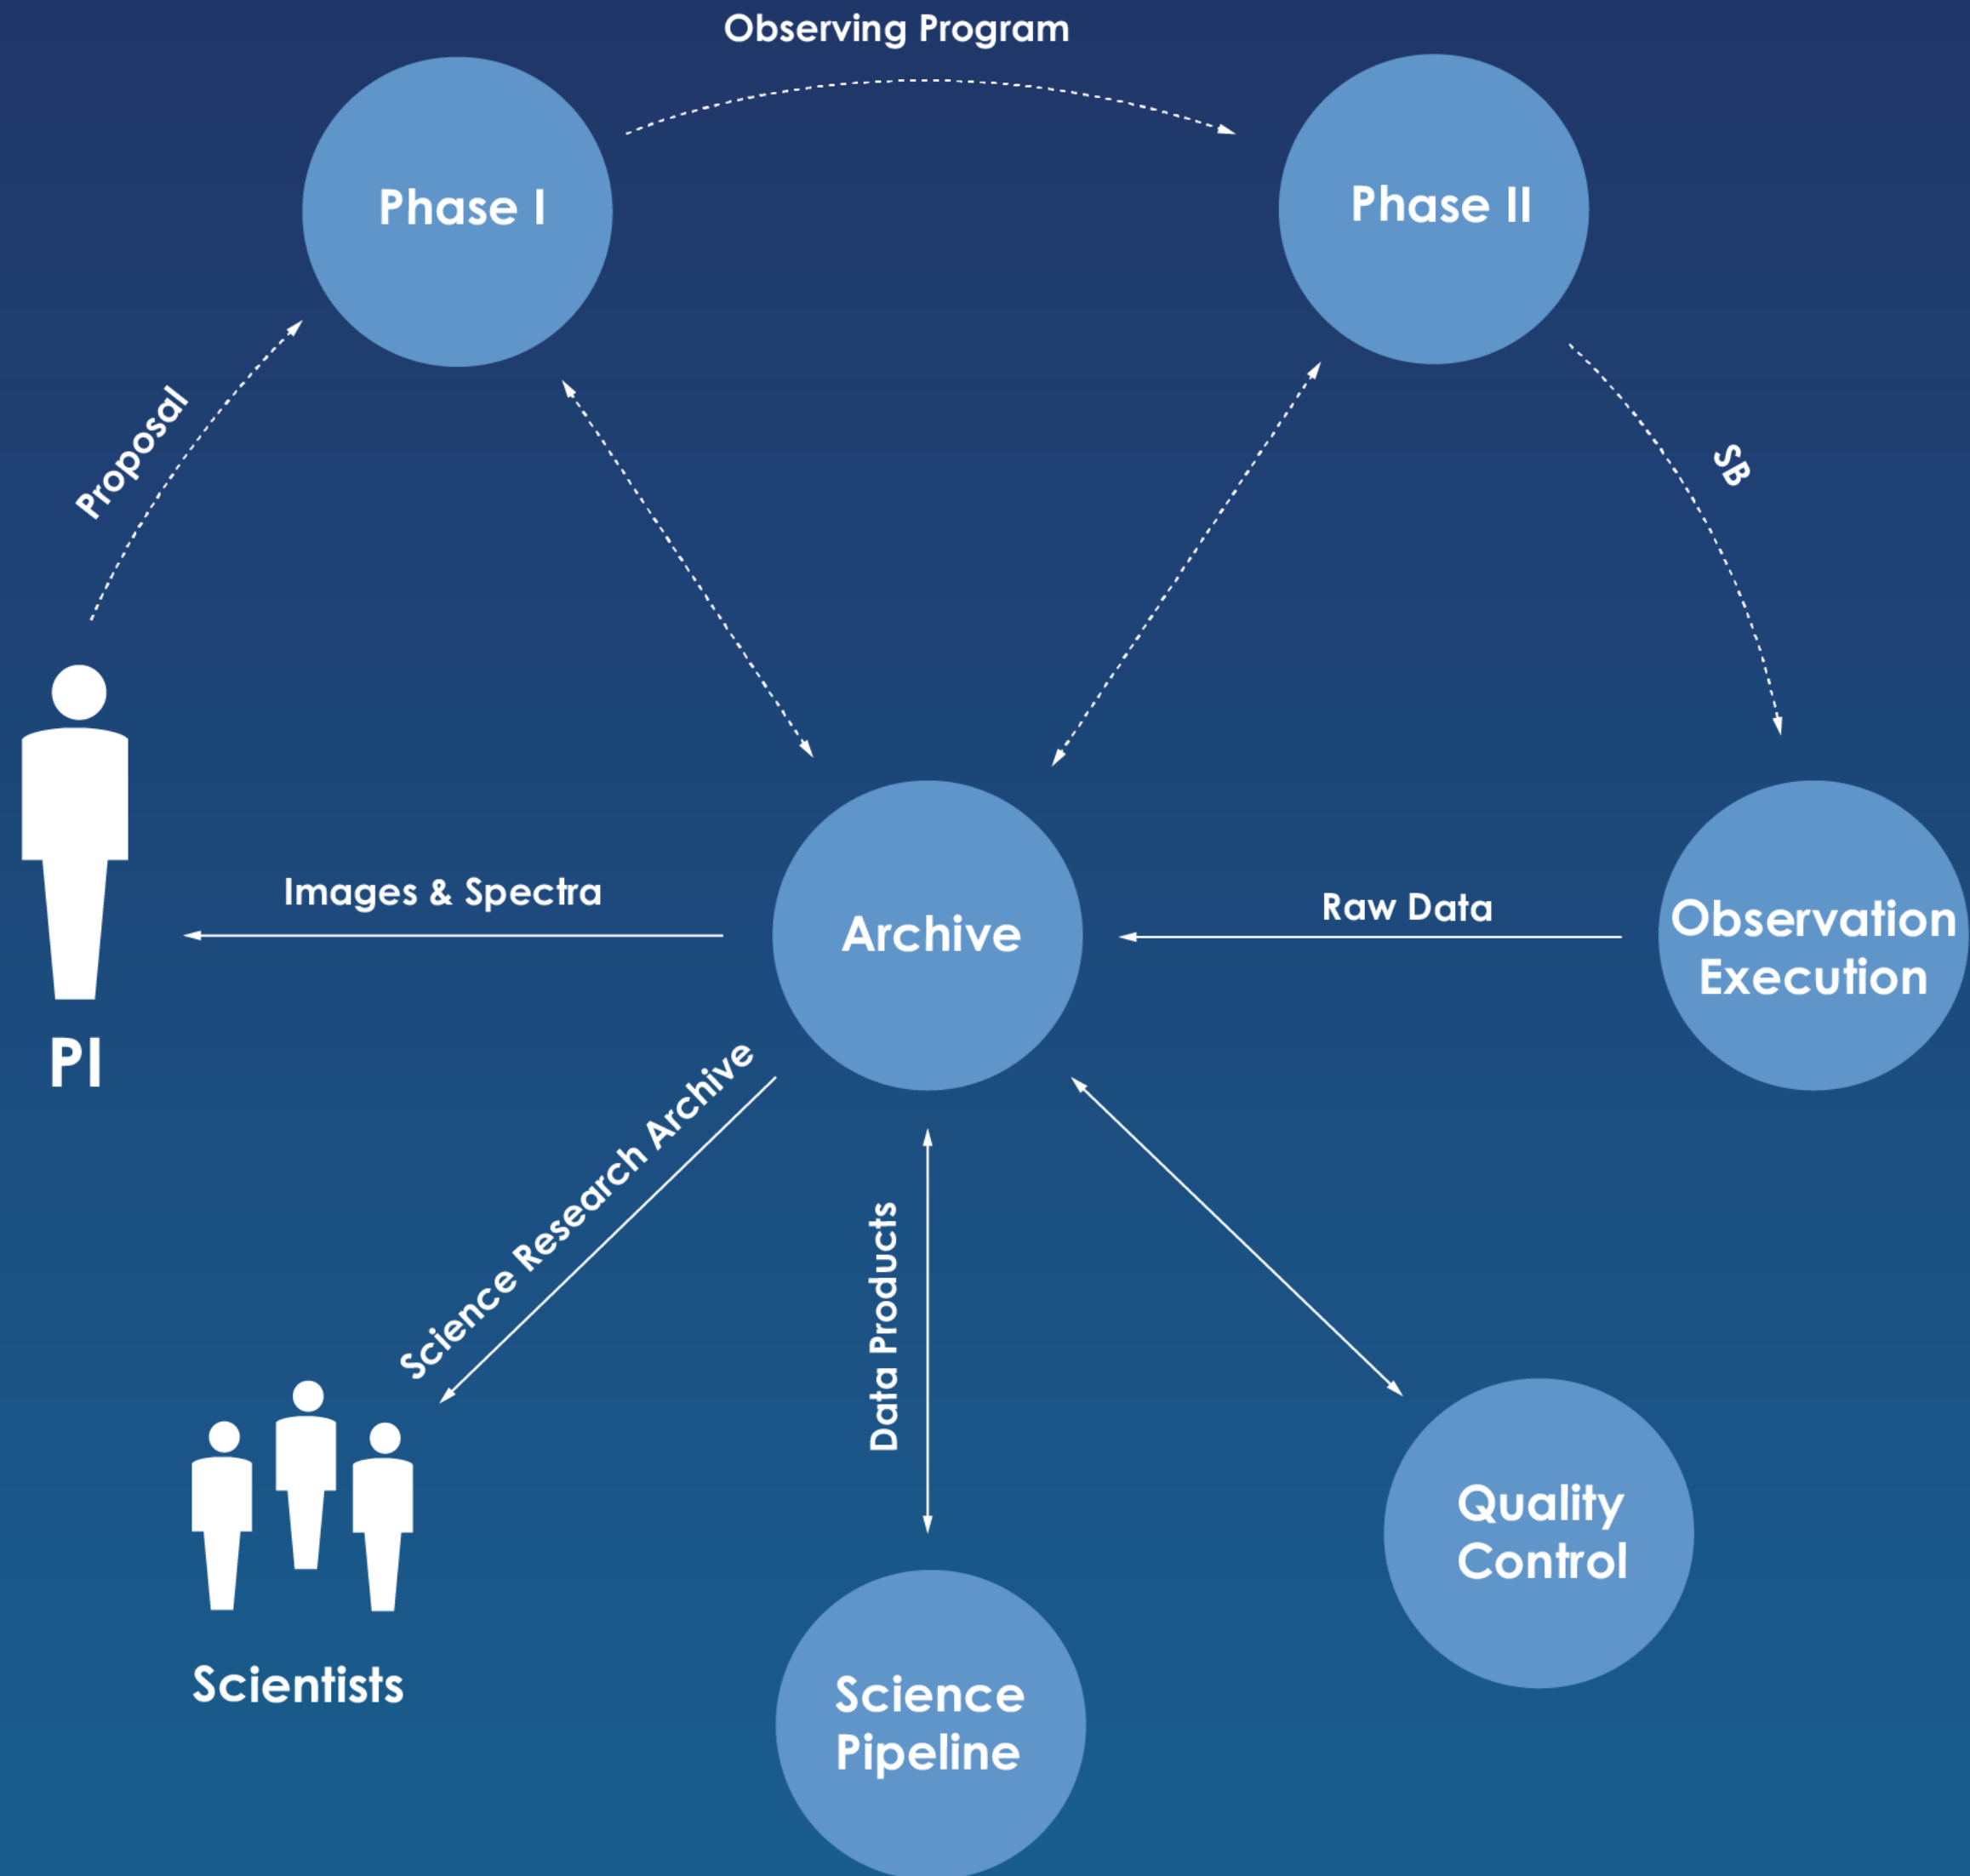 Observing Program
Phase I
Phase II
Proposal
SB
Images & Spectra
Archive
Raw Data
Observation
Execution
PI
Science Research Archive
Data Products
Quality
Control
Scientists
Science
Pipeline